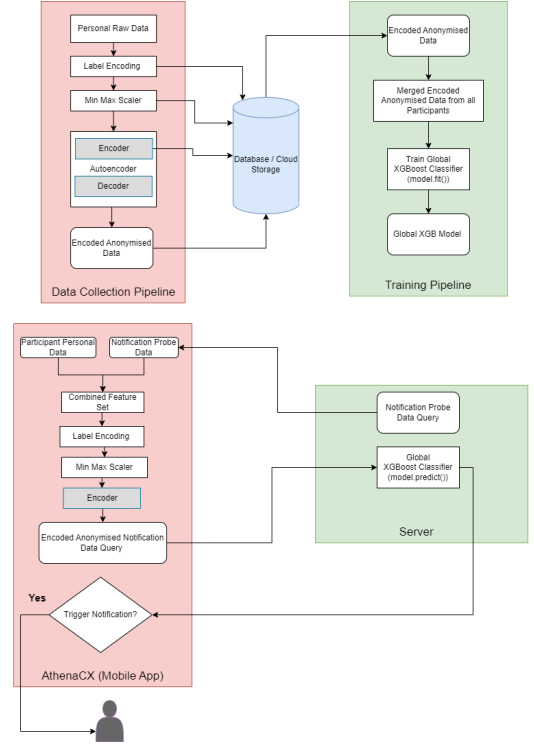 Personal Raw Data
Label Encoding
Min Max Scaler
Encoder
Autoencoder
Decoder
Encoded Anonymised
Data
Data Collection Pipeline
Database / Cloud
Storage
Encoded Anonymised
Data
Merged Encoded
Anonymised Data from all
Participants
Train Global
XGBoost Classifier
(model.fit())
Global XGB Model
Training Pipeline
Participant Personal
Data
Notification Probe
Data
Combined Feature
Set
Label Encoding
Min Max Scaler
Encoder
Encoded Anonymised Notification
Data Query
Yes
Trigger Notification?
AthenaCX (Mobile App)
Notification Probe
Data Query
Global
XGBoost Classifier
(model.predict())
Server